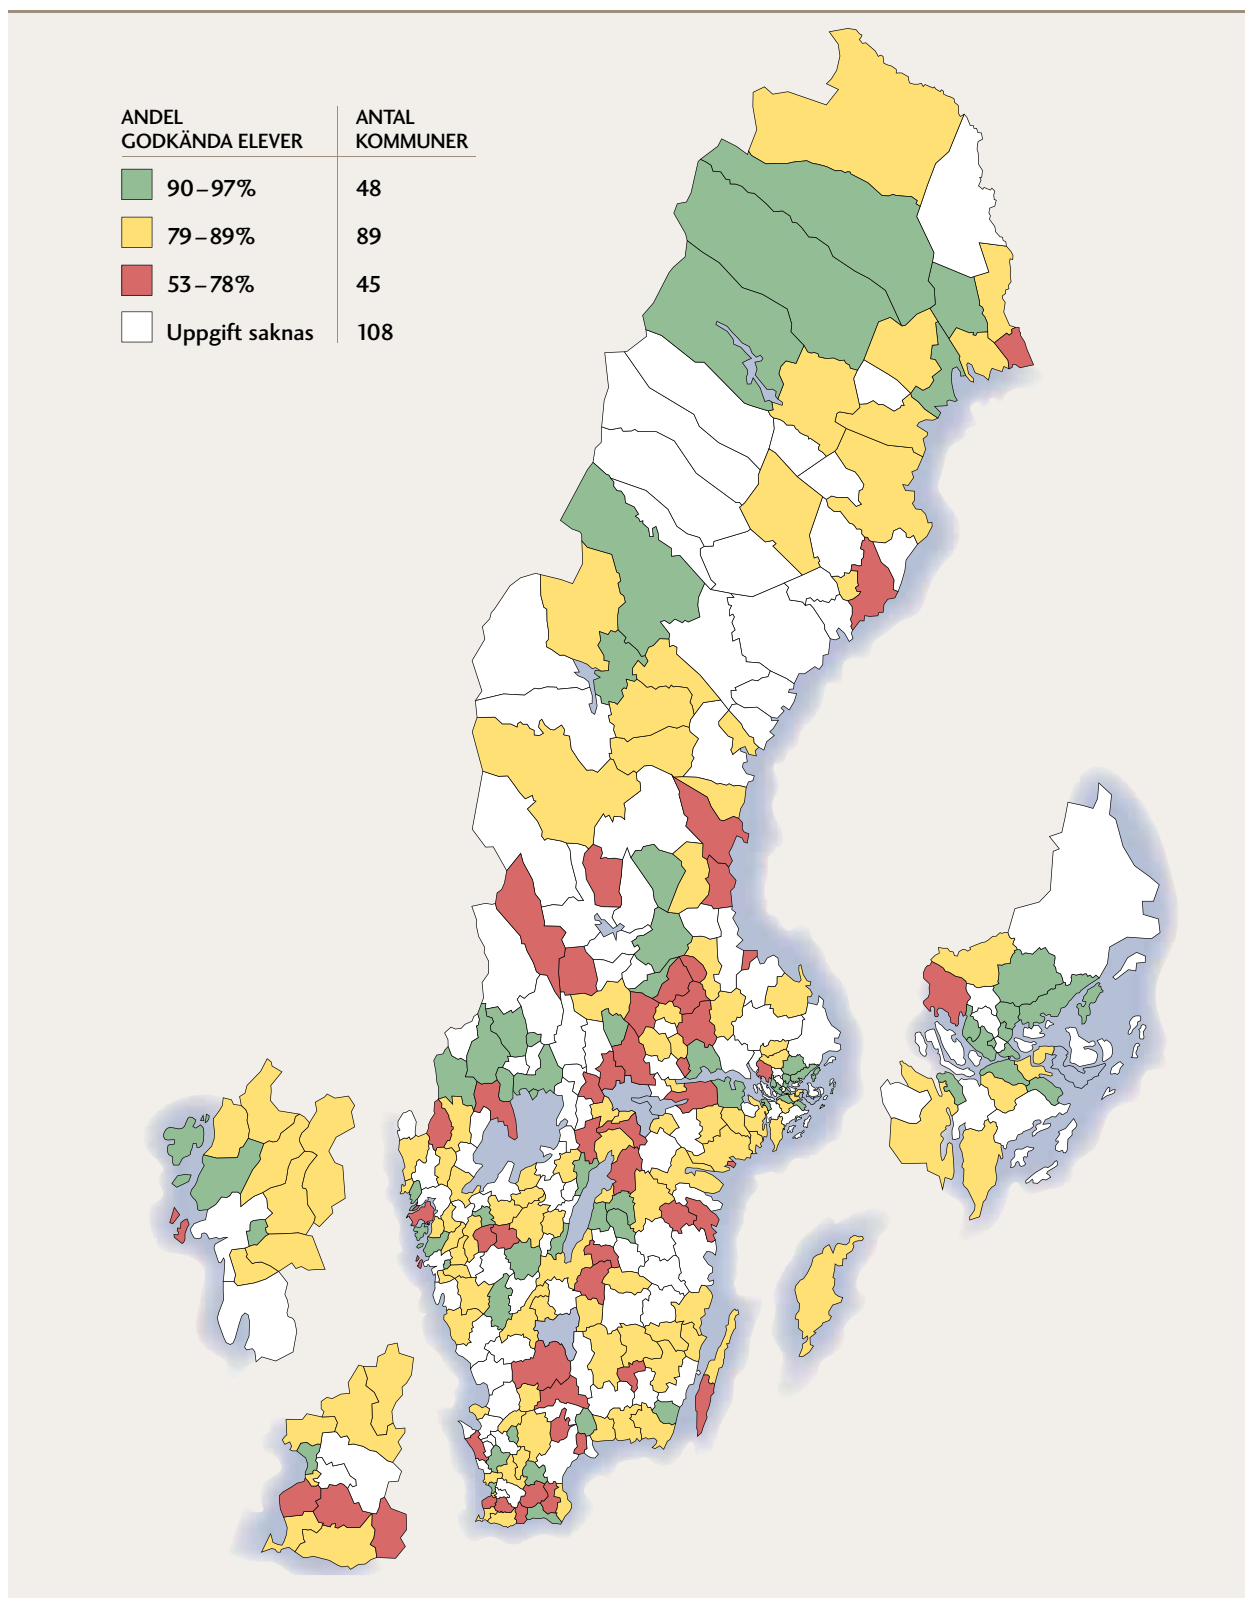 ANDEL
GODKÄNDA ELEVER
ANTAL
KOMMUNER
90–97% 48
79–89% 89
53–78% 45
Uppgift saknas 108